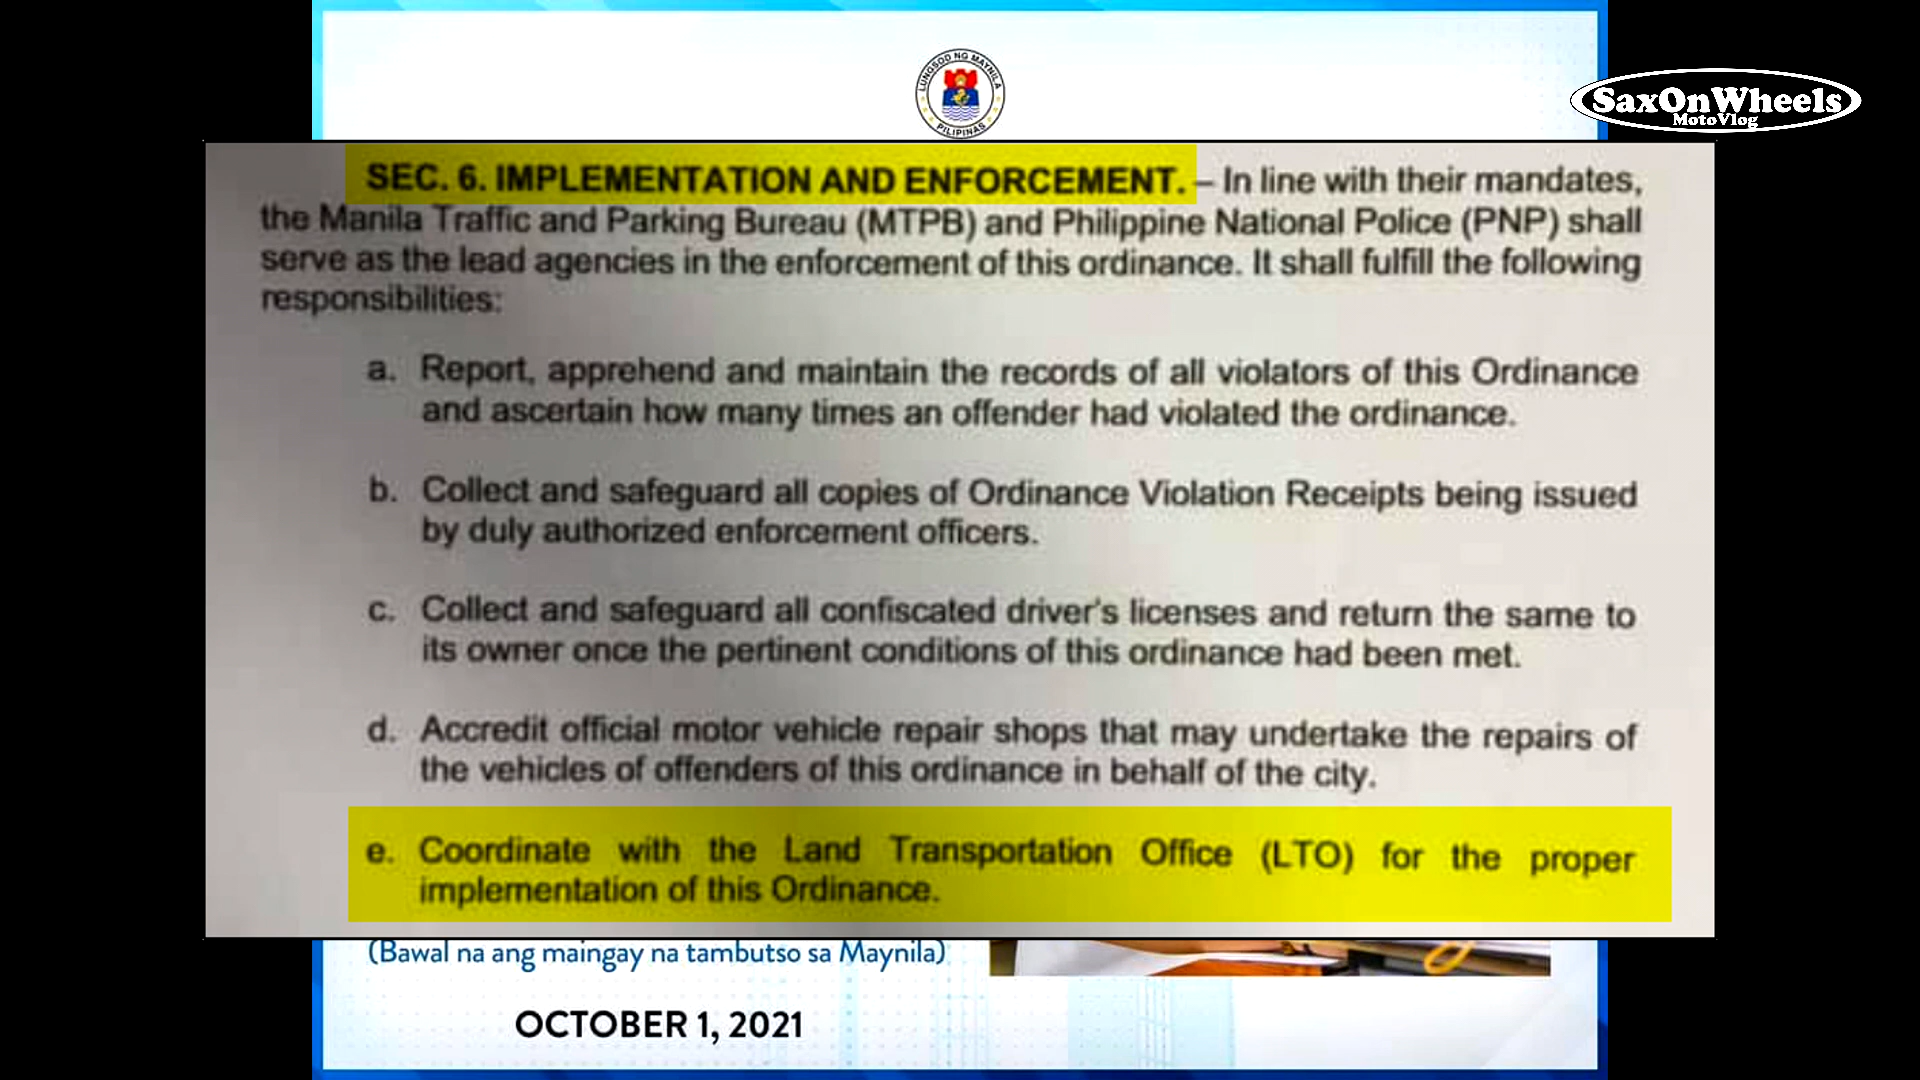 LUNGSOD NG MAYNILA
PILIPINAS
SaxOnWheels
MotoVlog
SEC. 6. IMPLEMENTATION AND ENFORCEMENT. – In line with their mandates,
the Manila Traffic and Parking Bureau (MTPB) and Philippine National Police (PNP) shall
serve as the lead agencies in the enforcement of this ordinance. It shall fulfill the following
responsibilities:
a. Report, apprehend and maintain the records of all violators of this Ordinance
and ascertain how many times an offender had violated the ordinance.
b. Collect and safeguard all copies of Ordinance Violation Receipts being issued
by duly authorized enforcement officers.
c. Collect and safeguard all confiscated driver's licenses and return the same to
its owner once the pertinent conditions of this ordinance had been met.
d. Accredit official motor vehicle repair shops that may undertake the repairs of
the vehicles of offenders of this ordinance in behalf of the city.
e. Coordinate with the Land Transportation Office (LTO) for the proper
implementation of this Ordinance.
(Bawal na ang maingay na tambutso sa Maynila)
OCTOBER 1, 2021